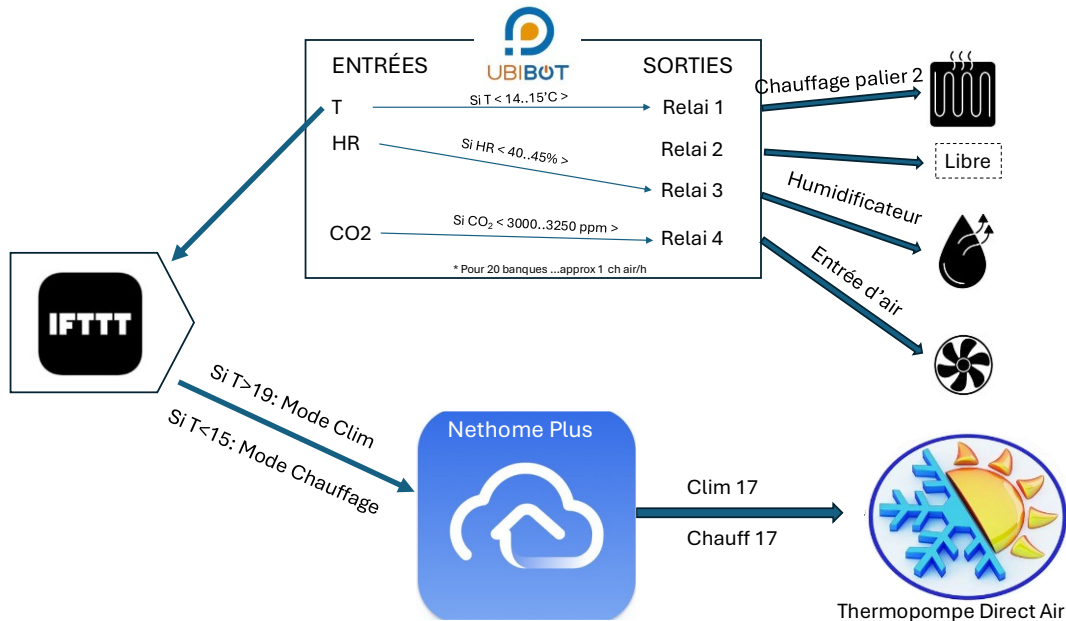 UBIBOT
ENTRÉES
SORTIES
T
Si T < 14..15°C >
Relai 1
Chauffage palier 2
HR
Si HR < 40..45% >
Relai 2
Libre
Relai 3
Humidificateur
CO2
Si CO₂ < 3000..3250 ppm >
Relai 4
Entrée d'air
* Pour 20 banques ...approx 1 ch air/h
IFTTT
Si T>19: Mode Clim
Si T<15: Mode Chauffage
Nethome Plus
Clim 17
Chauff 17
Thermopompe Direct Air